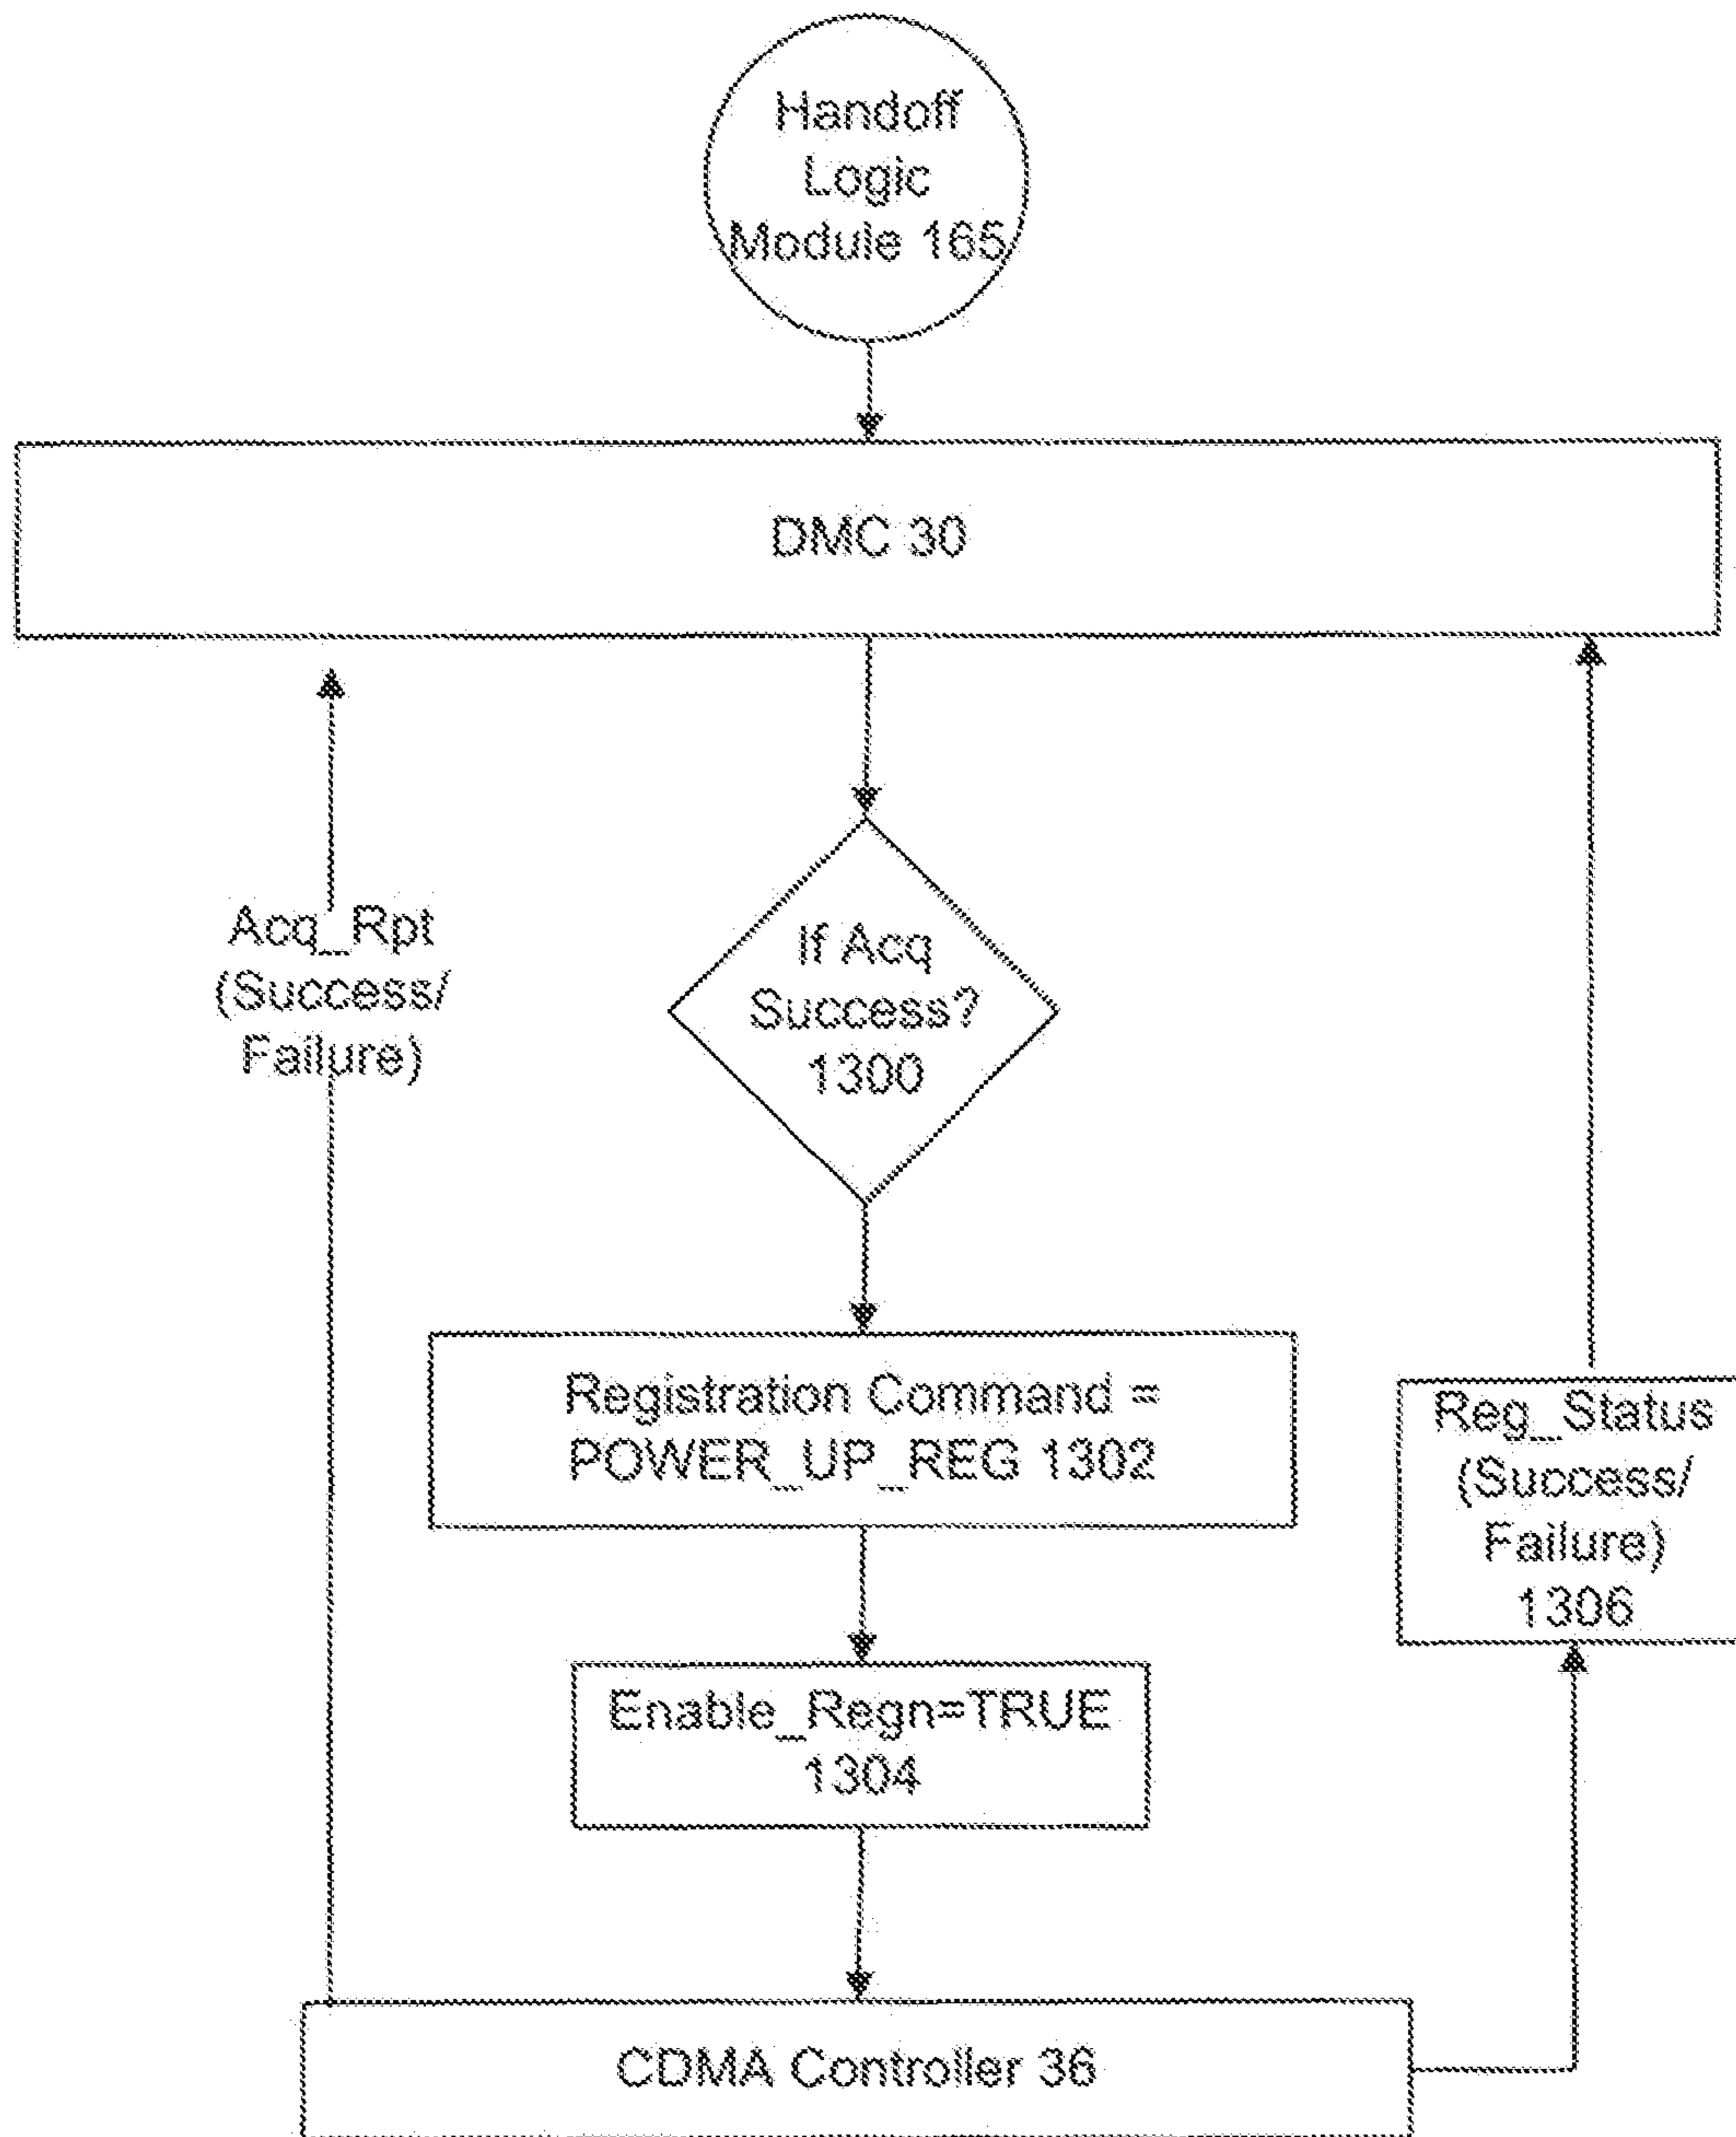 Handoff
Logic
Module 165
DMC 30
Acq_Rpt
(Success/
Failure)
If Acq
Success?
1300
Registration Command =
POWER_UP_REG 1302
Reg_Status
(Success/
Failure)
1306
Enable_Regn=TRUE
1304
CDMA Controller 36